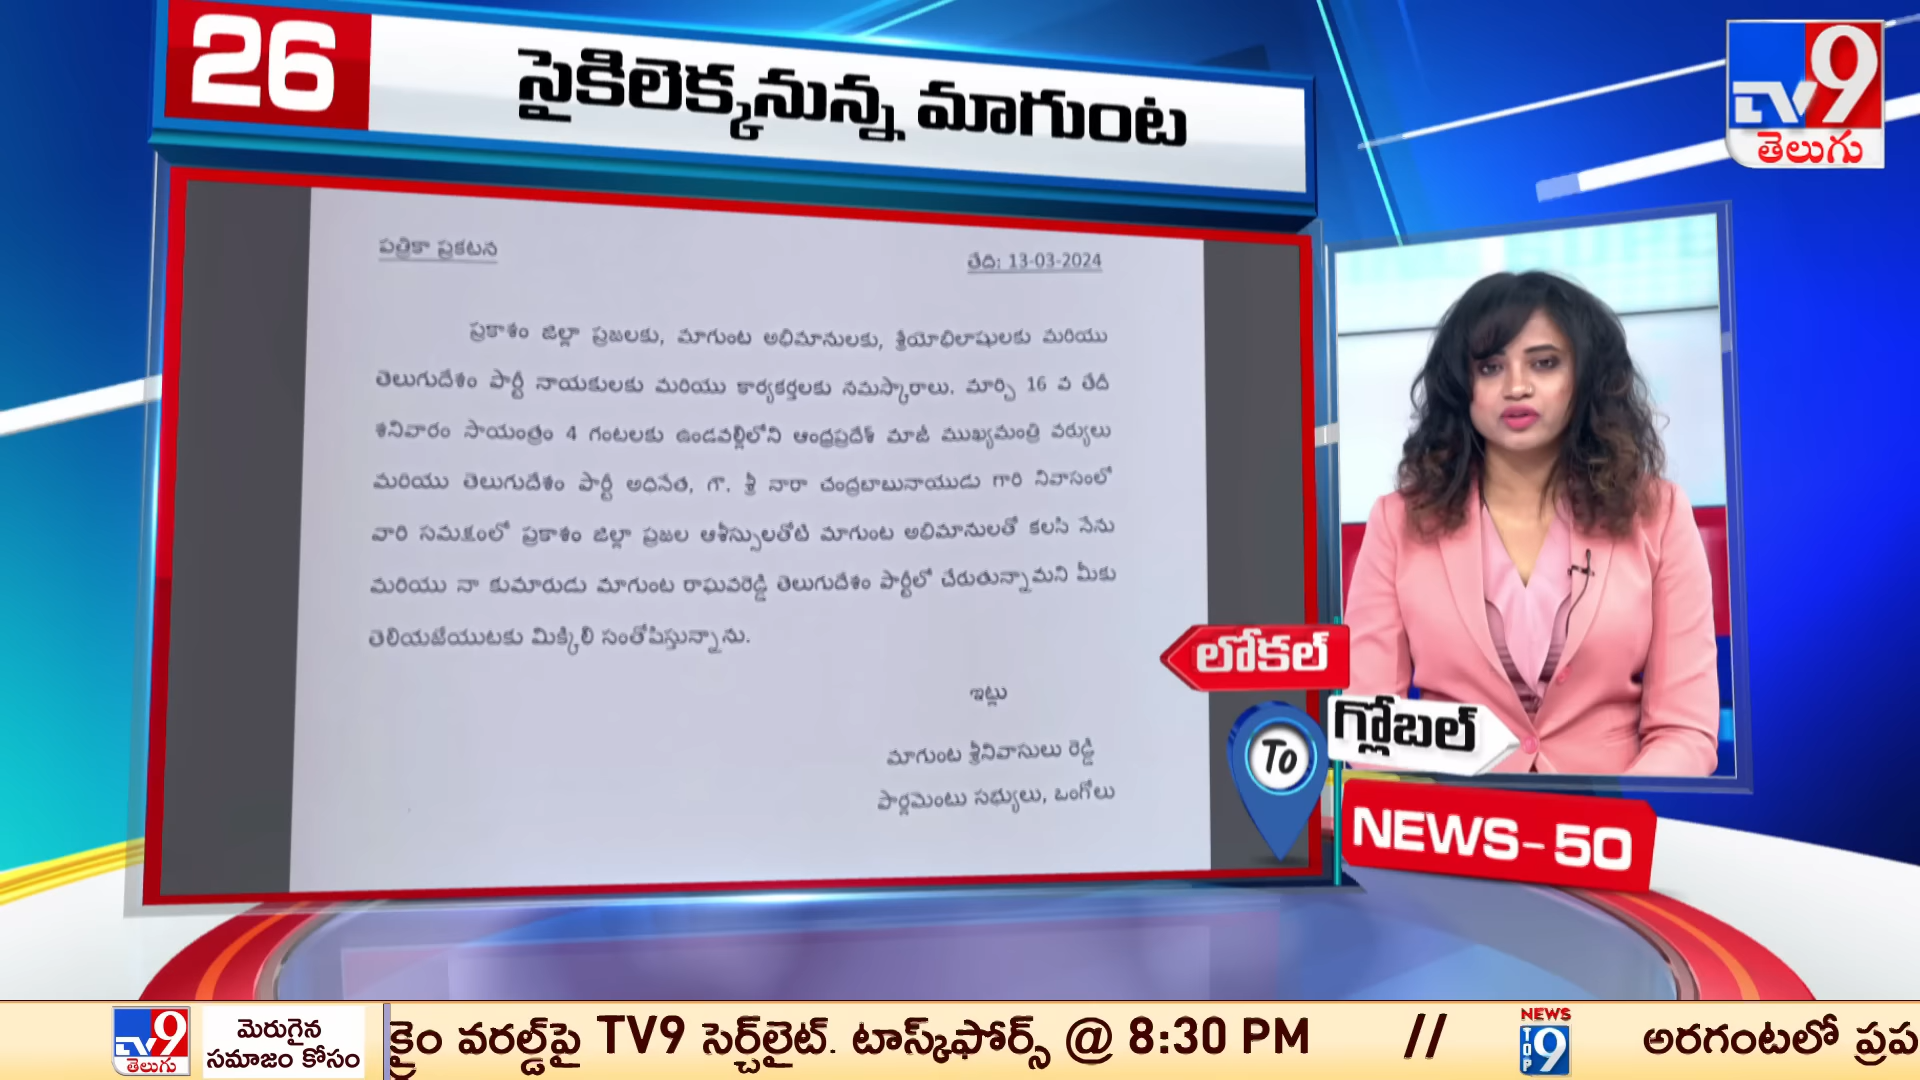 26
సైకిలెక్కనున్న మాగుంట
TV9
తెలుగు
పత్రికా ప్రకటన
తేది: 13-03-2024
ప్రకాశం జిల్లా ప్రజలకు, మాగుంట అభిమానులకు, శ్రేయోభిలాషులకు మరియు
తెలుగుదేశం పార్టీ నాయకులకు మరియు కార్యకర్తలకు నమస్కారాలు. మార్చి 16 వ తేదీ
శనివారం సాయంత్రం 4 గంటలకు ఉండవల్లిలోని ఆంధ్రప్రదేశ్ మాజీ ముఖ్యమంత్రి వర్యులు
మరియు తెలుగుదేశం పార్టీ అధినేత, గౌ. శ్రీ నారా చంద్రబాబునాయుడు గారి నివాసంలో
వారి సమక్షంలో ప్రకాశం జిల్లా ప్రజల ఆశీస్సులతోటి మాగుంట అభిమానులతో కలసి నేను
మరియు నా కుమారుడు మాగుంట రాఘవరెడ్డి తెలుగుదేశం పార్టీలో చేరుతున్నామని మీకు
తెలియజేయుటకు మిక్కిలి సంతోషిస్తున్నాను.
ఇట్లు
మాగుంట శ్రీనివాసులు రెడ్డి
పార్లమెంటు సభ్యులు, ఒంగోలు
లోకల్
To
గ్లోబల్
NEWS-50
TV9
తెలుగు
మెరుగైన
సమాజం కోసం
క్రైం వరల్డ్‌పై TV9 సెర్చ్‌లైట్. టాస్క్‌ఫోర్స్ @ 8:30 PM // NEWS TOP 9 అరగంటలో ప్రప